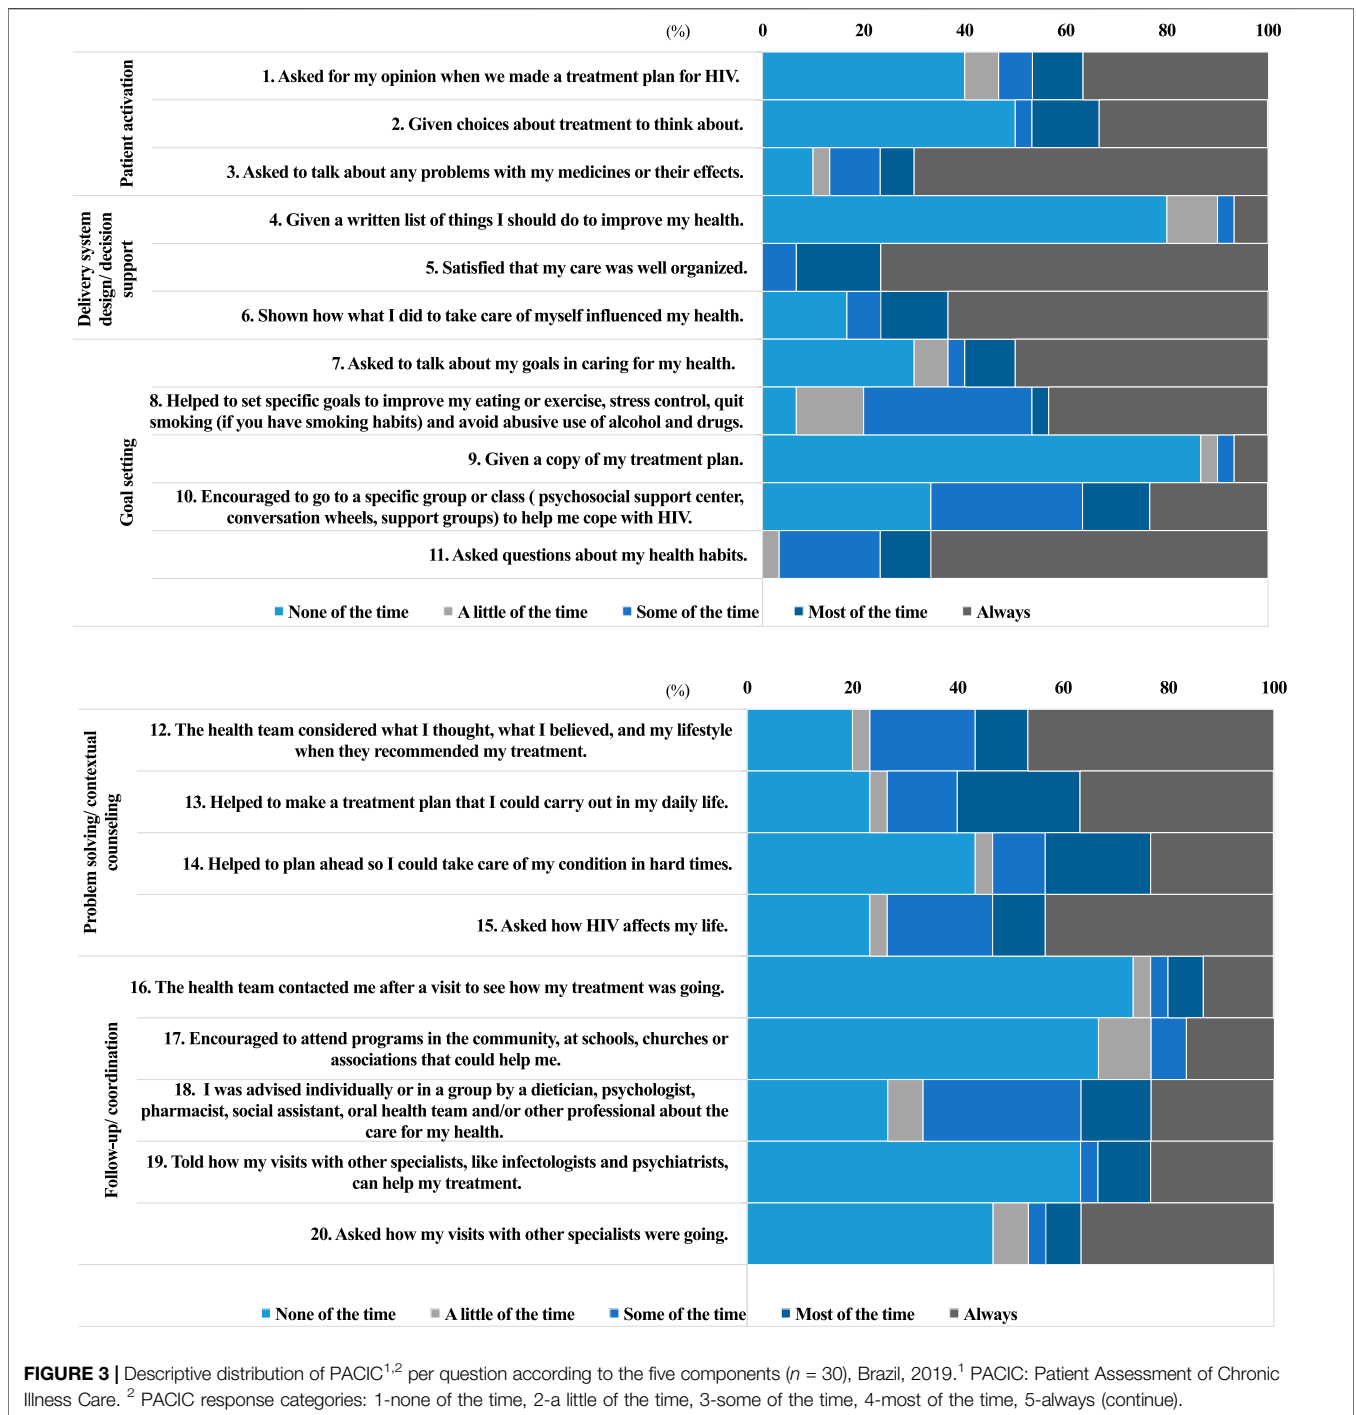 (%) 0 20 40 60 80 100
Patient activation
1. Asked for my opinion when we made a treatment plan for HIV.
2. Given choices about treatment to think about.
3. Asked to talk about any problems with my medicines or their effects.
Delivery system
design/ decision
support
4. Given a written list of things I should do to improve my health.
5. Satisfied that my care was well organized.
6. Shown how what I did to take care of myself influenced my health.
Goal setting
7. Asked to talk about my goals in caring for my health.
8. Helped to set specific goals to improve my eating or exercise, stress control, quit
smoking (if you have smoking habits) and avoid abusive use of alcohol and drugs.
9. Given a copy of my treatment plan.
10. Encouraged to go to a specific group or class ( psychosocial support center,
conversation wheels, support groups) to help me cope with HIV.
11. Asked questions about my health habits.
None of the time A little of the time Some of the time Most of the time Always
(%) 0 20 40 60 80 100
Problem solving/ contextual
counseling
12. The health team considered what I thought, what I believed, and my lifestyle
when they recommended my treatment.
13. Helped to make a treatment plan that I could carry out in my daily life.
14. Helped to plan ahead so I could take care of my condition in hard times.
15. Asked how HIV affects my life.
Follow-up/ coordination
16. The health team contacted me after a visit to see how my treatment was going.
17. Encouraged to attend programs in the community, at schools, churches or
associations that could help me.
18. I was advised individually or in a group by a dietician, psychologist,
pharmacist, social assistant, oral health team and/or other professional about the
care for my health.
19. Told how my visits with other specialists, like infectologists and psychiatrists,
can help my treatment.
20. Asked how my visits with other specialists were going.
None of the time A little of the time Some of the time Most of the time Always
FIGURE 3 | Descriptive distribution of PACIC1,2 per question according to the five components (n = 30), Brazil, 2019.1 PACIC: Patient Assessment of Chronic
Illness Care. 2 PACIC response categories: 1-none of the time, 2-a little of the time, 3-some of the time, 4-most of the time, 5-always (continue).